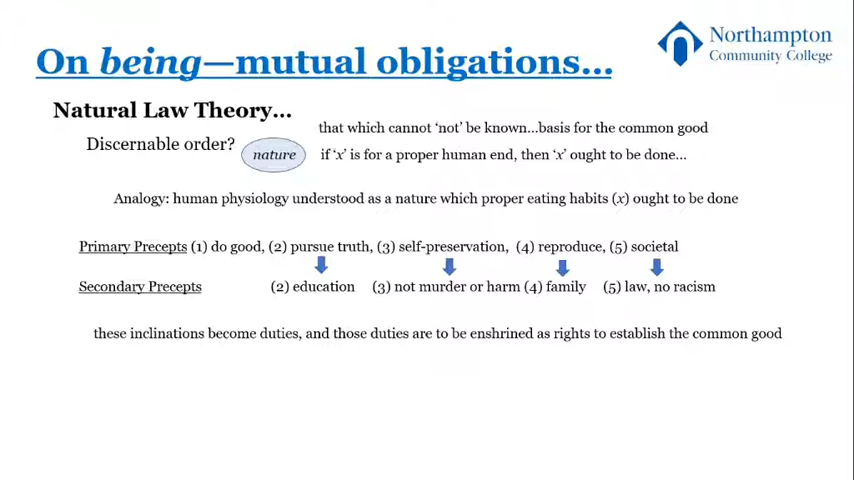 Northampton
Community College
On being—mutual obligations...
Natural Law Theory...
that which cannot 'not' be known...basis for the common good
Discernable order?
nature
if 'x' is for a proper human end, then 'x' ought to be done...
Analogy: human physiology understood as a nature which proper eating habits (x) ought to be done
Primary Precepts (1) do good, (2) pursue truth, (3) self-preservation, (4) reproduce, (5) societal
Secondary Precepts (2) education (3) not murder or harm (4) family (5) law, no racism
these inclinations become duties, and those duties are to be enshrined as rights to establish the common good